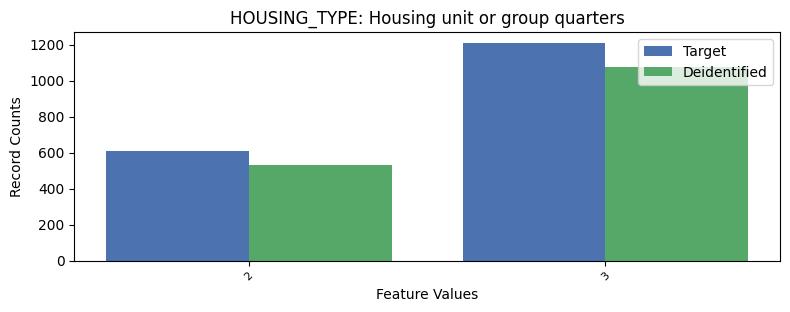 HOUSING_TYPE: Housing unit or group quarters
Target
Deidentified
Record Counts
1200
1000
800
600
400
200
0
2
3
Feature Values